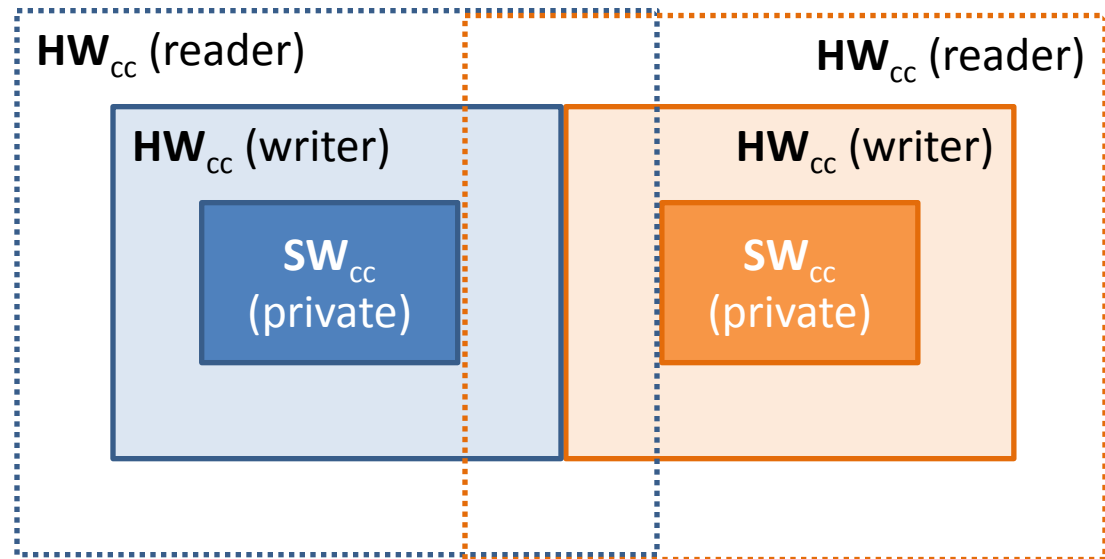 HWcc (reader)
HWcc (reader)
HWcc (writer)
HWcc (writer)
SWcc
(private)
SWcc
(private)